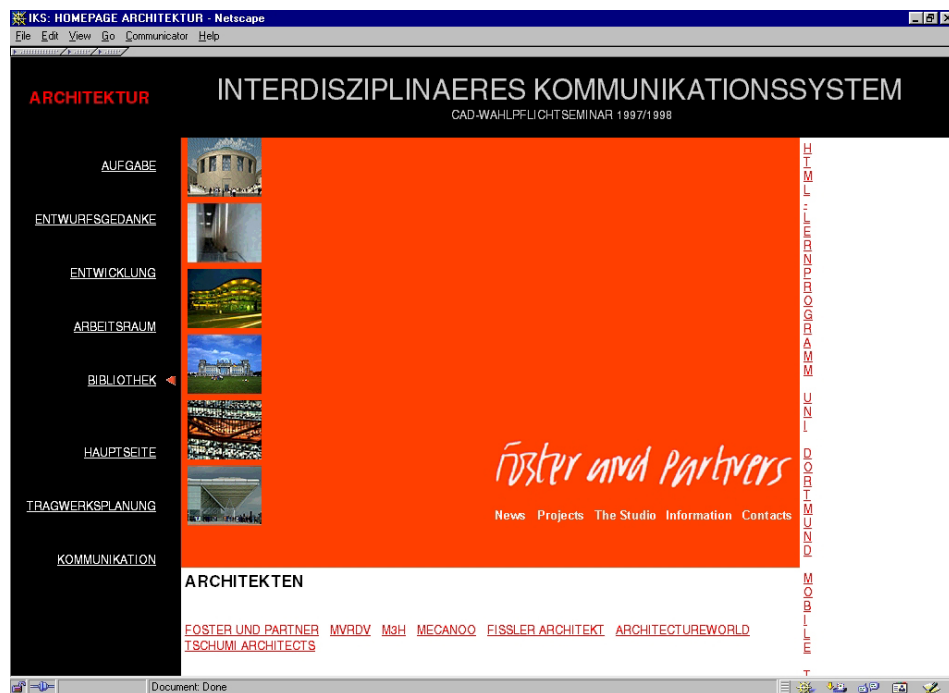 IKS: HOMEPAGE ARCHITEKTUR - Netscape
File Edit View Go Communicator Help
ARCHITEKTUR
INTERDISZIPLINAERES KOMMUNIKATIONSSYSTEM
CAD-WAHLPFLICHTSEMINAR 1997/1998
AUFGABE
ENTWURFSGEDANKE
ENTWICKLUNG
ARBEITSRAUM
BIBLIOTHEK
HAUPTSEITE
TRAGWERKSPLANUNG
KOMMUNIKATION
Foster and Partners
News Projects The Studio Information Contacts
ARCHITEKTEN
FOSTER UND PARTNER MVRDV M3H MECANOO FISSLER ARCHITEKT ARCHITECTUREWORLD
TSCHUMI ARCHITECTS
HTML-LERNPROGRAMM UNI DORTMUND MOBILE T
Document: Done